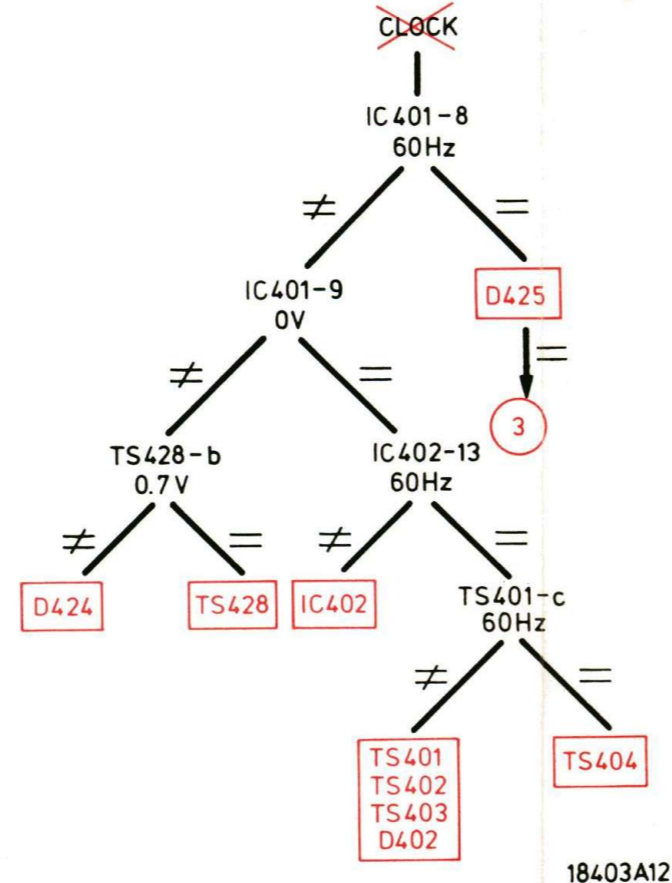 CLOCK
IC401-8
60Hz
≠ =
IC401-9
0V
D425
≠ = =
3
TS428-b
0.7V
IC402-13
60Hz
≠ = ≠ =
D424 TS428 IC402
TS401-c
60Hz
≠ =
TS401
TS402
TS403
D402
TS404
18403A12